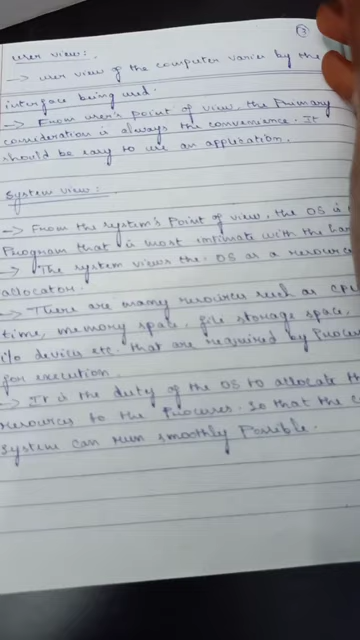 3
User view :
→ User view of the computer varies by the
interface being used.
→ From user's point of view, the Primary
consideration is always the convenience. It
should be easy to use an application.
System view :
→ From the system's Point of view, the OS is
Program that is most intimate with the
→ The system views the OS as a resource
allocator.
→ There are many resources such as CPU
time, memory space, file storage space,
i/o devices etc. that are reaquired by
for execution.
→ It is the duty of the OS to allocate
resources to the Process. So that the
system can run smoothly Possible.